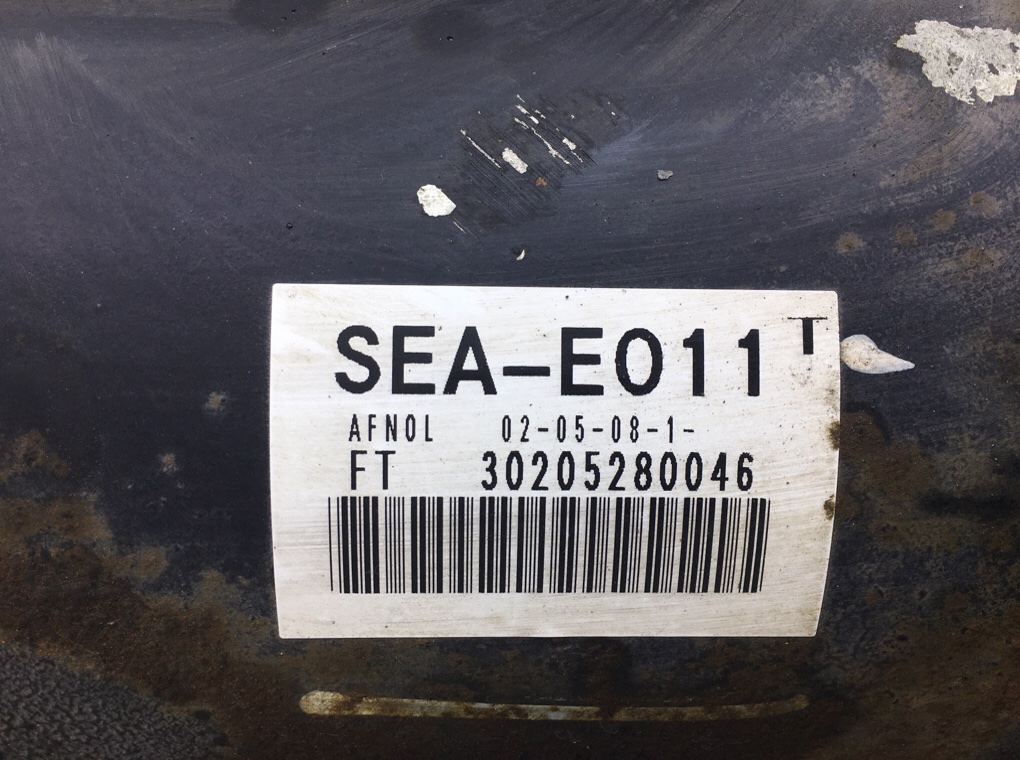 SEA-E011 T
AFNOL 02-05-08-1-
FT 30205280046